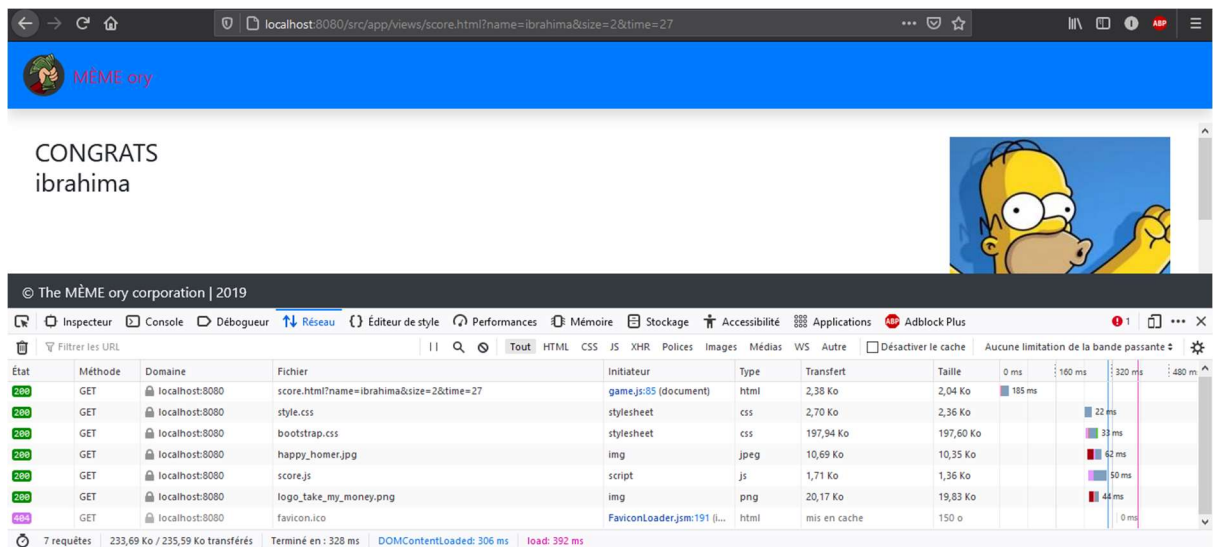 localhost:8080/src/app/views/score.html?name=ibrahima&size=2&time=27
ABP
MÈME ory
CONGRATS
ibrahima
© The MÈME ory corporation | 2019
Inspecteur Console Débogueur Réseau Éditeur de style Performances Mémoire Stockage Accessibilité Applications ABP Adblock Plus 1
Filtrer les URL Tout HTML CSS JS XHR Polices Images Médias WS Autre Désactiver le cache Aucune limitation de la bande passante
État Méthode Domaine Fichier Initiateur Type Transfert Taille 0 ms 160 ms 320 ms 480 m
200 GET localhost:8080 score.html?name=ibrahima&size=2&time=27 game.js:85 (document) html 2,38 Ko 2,04 Ko 185 ms
200 GET localhost:8080 style.css stylesheet css 2,70 Ko 2,36 Ko 22 ms
200 GET localhost:8080 bootstrap.css stylesheet css 197,94 Ko 197,60 Ko 33 ms
200 GET localhost:8080 happy_homer.jpg img jpeg 10,69 Ko 10,35 Ko 62 ms
200 GET localhost:8080 score.js script js 1,71 Ko 1,36 Ko 50 ms
200 GET localhost:8080 logo_take_my_money.png img png 20,17 Ko 19,83 Ko 44 ms
404 GET localhost:8080 favicon.ico FaviconLoader.jsm:191 (i... html mis en cache 150 o 0 ms
7 requêtes 233,69 Ko / 235,59 Ko transférés Terminé en : 328 ms DOMContentLoaded: 306 ms load: 392 ms